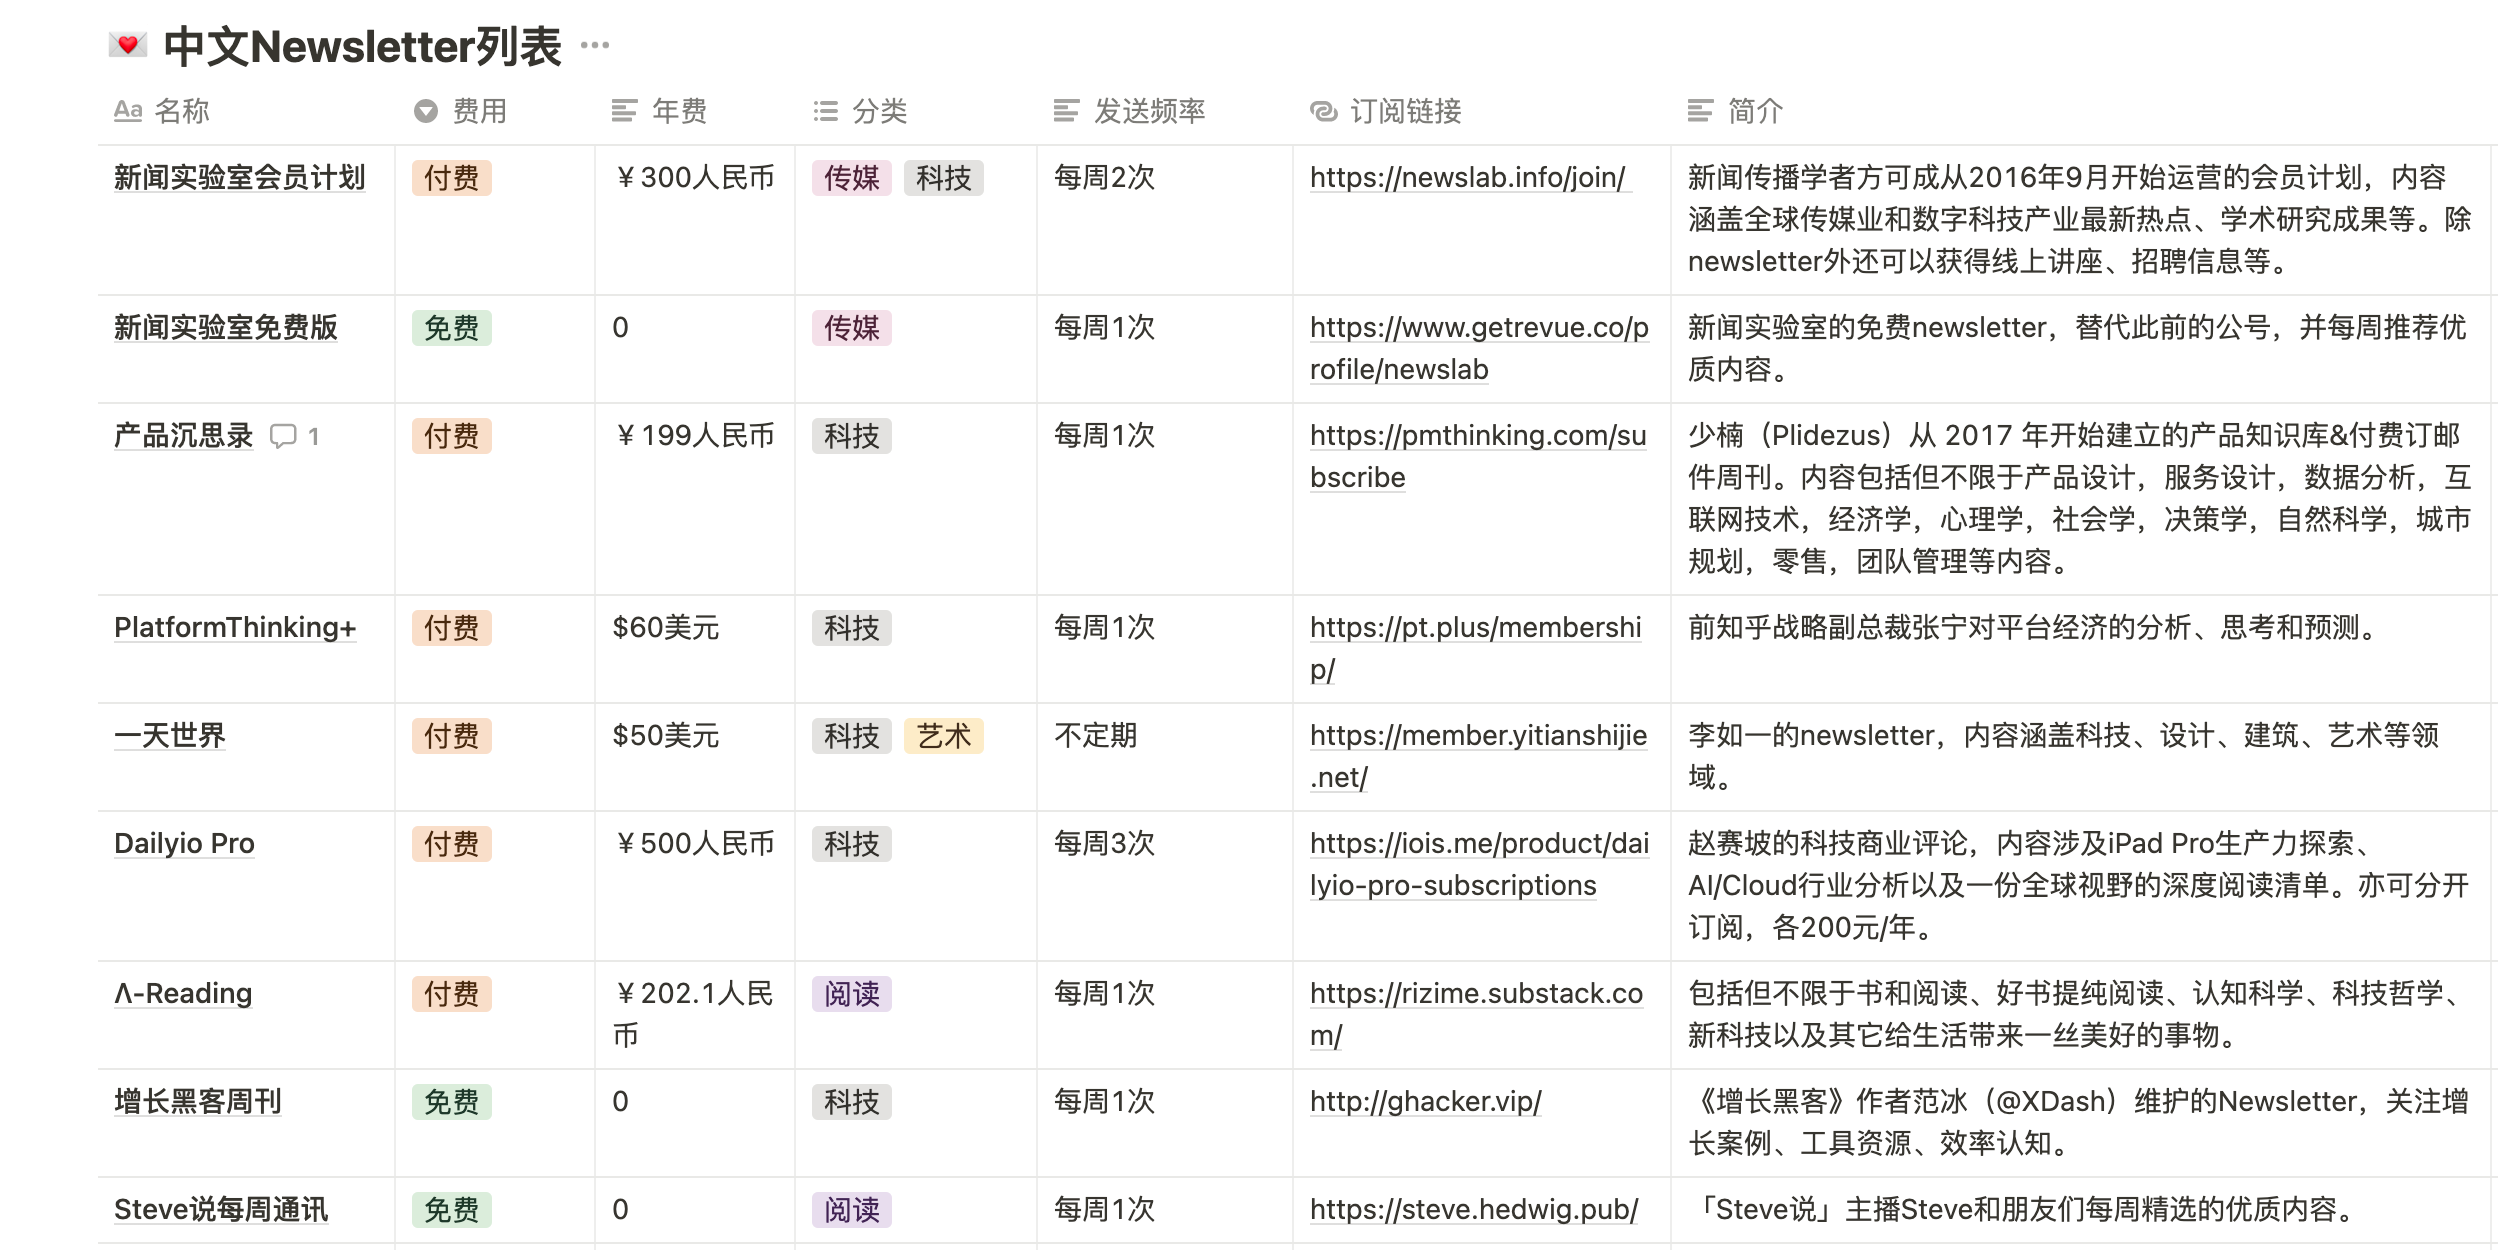 中文Newsletter列表
Aa 名称 费用 年费 分类 发送频率 订阅链接 简介
新闻实验室会员计划 付费 ￥300人民币 传媒 科技 每周2次 https://newslab.info/join/ 新闻传播学者方可成从2016年9月开始运营的会员计划，内容
涵盖全球传媒业和数字科技产业最新热点、学术研究成果等。除
newsletter外还可以获得线上讲座、招聘信息等。
新闻实验室免费版 免费 0 传媒 每周1次 https://www.getrevue.co/p 新闻实验室的免费newsletter，替代此前的公号，并每周推荐优
rofile/newslab 质内容。
产品沉思录 1 付费 ￥199人民币 科技 每周1次 https://pmthinking.com/su 少楠（Plidezus）从 2017 年开始建立的产品知识库&付费订邮
bscribe 件周刊。内容包括但不限于产品设计，服务设计，数据分析，互
联网技术，经济学，心理学，社会学，决策学，自然科学，城市
规划，零售，团队管理等内容。
PlatformThinking+ 付费 $60美元 科技 每周1次 https://pt.plus/membershi 前知乎战略副总裁张宁对平台经济的分析、思考和预测。
p/
一天世界 付费 $50美元 科技 艺术 不定期 https://member.yitianshijie 李如一的newsletter，内容涵盖科技、设计、建筑、艺术等领
.net/ 域。
Dailyio Pro 付费 ￥500人民币 科技 每周3次 https://iois.me/product/dai 赵赛坡的科技商业评论，内容涉及iPad Pro生产力探索、
lyio-pro-subscriptions AI/Cloud行业分析以及一份全球视野的深度阅读清单。亦可分开
订阅，各200元/年。
Λ-Reading 付费 ￥202.1人民 阅读 每周1次 https://rizime.substack.co 包括但不限于书和阅读、好书提纯阅读、认知科学、科技哲学、
币 m/ 新科技以及其它给生活带来一丝美好的事物。
增长黑客周刊 免费 0 科技 每周1次 http://ghacker.vip/ 《增长黑客》作者范冰（@XDash）维护的Newsletter，关注增
长案例、工具资源、效率认知。
Steve说每周通讯 免费 0 阅读 每周1次 https://steve.hedwig.pub/ 「Steve说」主播Steve和朋友们每周精选的优质内容。